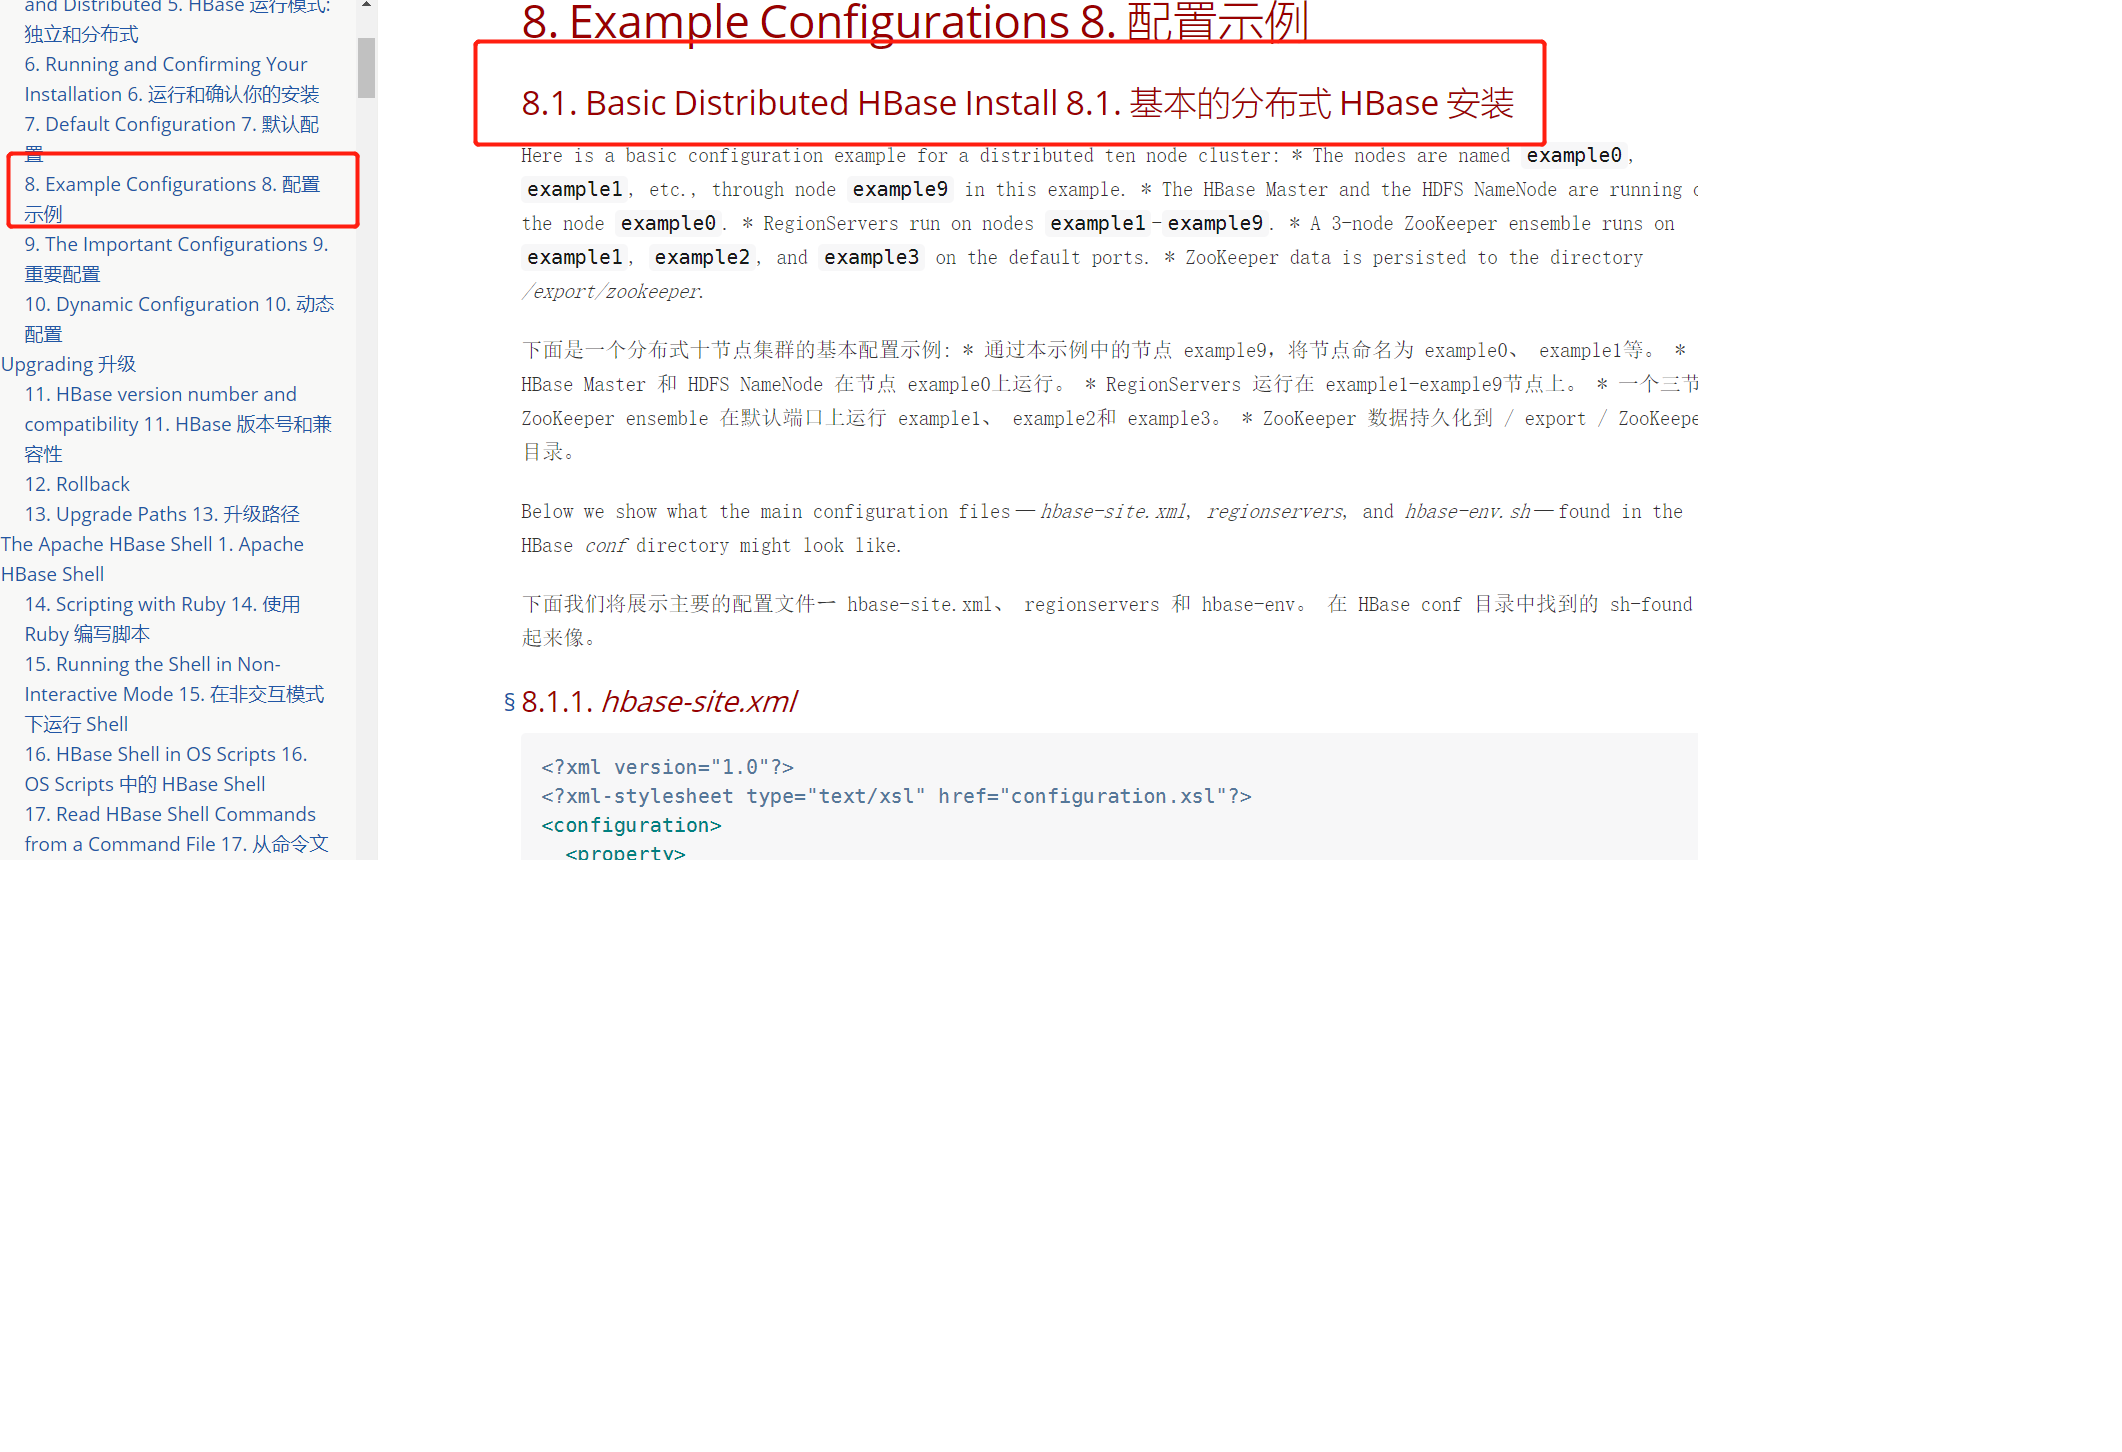 and Distributed 5. HBase 运行模式:
独立和分布式
6. Running and Confirming Your
Installation 6. 运行和确认你的安装
7. Default Configuration 7. 默认配
置
8. Example Configurations 8. 配置
示例
9. The Important Configurations 9.
重要配置
10. Dynamic Configuration 10. 动态
配置
Upgrading 升级
11. HBase version number and
compatibility 11. HBase 版本号和兼
容性
12. Rollback
13. Upgrade Paths 13. 升级路径
The Apache HBase Shell 1. Apache
HBase Shell
14. Scripting with Ruby 14. 使用
Ruby 编写脚本
15. Running the Shell in Non-
Interactive Mode 15. 在非交互模式
下运行 Shell
16. HBase Shell in OS Scripts 16.
OS Scripts 中的 HBase Shell
17. Read HBase Shell Commands
from a Command File 17. 从命令文
8. Example Configurations 8. 配置示例
8.1. Basic Distributed HBase Install 8.1. 基本的分布式 HBase 安装
Here is a basic configuration example for a distributed ten node cluster: * The nodes are named example0,
example1, etc., through node example9 in this example. * The HBase Master and the HDFS NameNode are running
the node example0. * RegionServers run on nodes example1-example9. * A 3-node ZooKeeper ensemble runs on
example1, example2, and example3 on the default ports. * ZooKeeper data is persisted to the directory
/export/zookeeper.
下面是一个分布式十节点集群的基本配置示例: * 通过本示例中的节点 example9，将节点命名为 example0、 example1等。 *
HBase Master 和 HDFS NameNode 在节点 example0上运行。 * RegionServers 运行在 example1-example9节点上。 * 一个三节
ZooKeeper ensemble 在默认端口上运行 example1、 example2和 example3。 * ZooKeeper 数据持久化到 / export / ZooKeepe
目录。
Below we show what the main configuration files — hbase-site.xml, regionservers, and hbase-env.sh — found in the
HBase conf directory might look like.
下面我们将展示主要的配置文件一 hbase-site.xml、 regionservers 和 hbase-env。 在 HBase conf 目录中找到的 sh-found
起来像。
§ 8.1.1. hbase-site.xml
<?xml version="1.0"?>
<?xml-stylesheet type="text/xsl" href="configuration.xsl"?>
<configuration>
<property>